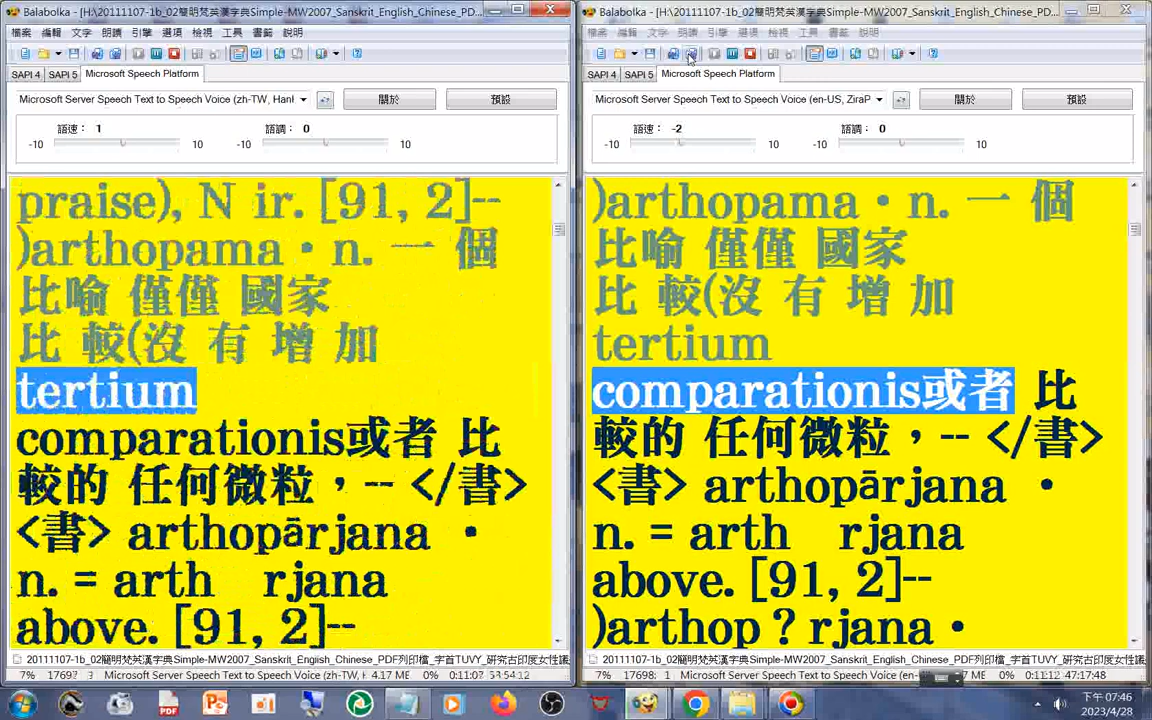 Balabolka - [H:\20111107-1b_02簡明梵英漢字典Simple-MW2007_Sanskrit_English_Chinese_PD...
檔案 編輯 文字 朗讀 引擎 選項 檢視 工具 書籤 說明
SAPI 4 SAPI 5 Microsoft Speech Platform
Microsoft Server Speech Text to Speech Voice (zh-TW, HanI
關於
預設
語速： 1
語調： 0
-10 10 -10 10
praise), N ir. [91, 2]--
)arthopama • n. 一 個
比喻 僅僅 國家
比 較(沒 有 增 加
tertium
comparationis或者 比
較的 任何微粒，-- </書>
<書> arthopārjana •
n. = arth rjana
above. [91, 2]--
20111107-1b_02簡明梵英漢字典Simple-MW2007_Sanskrit_English_Chinese_PDF列印檔_字首TUVY_研究古印度女性議
7% 17697: Microsoft Server Speech Text to Speech Voice (zh-TW, H 4.17 ME 0% 0:11:07
Balabolka - [H:\20111107-1b_02簡明梵英漢字典Simple-MW2007_Sanskrit_English_Chinese_PD...
檔案 編輯 文字 朗讀 引擎 選項 檢視 工具 書籤 說明
SAPI 4 SAPI 5 Microsoft Speech Platform
Microsoft Server Speech Text to Speech Voice (en-US, ZiraP
關於
預設
語速： -2
語調： 0
-10 10 -10 10
)arthopama • n. 一 個
比喻 僅僅 國家
比 較(沒 有 增 加
tertium
comparationis或者 比
較的 任何微粒，-- </書>
<書> arthopārjana •
n. = arth rjana
above. [91, 2]--
)arthop？rjana •
20111107-1b_02簡明梵英漢字典Simple-MW2007_Sanskrit_English_Chinese_PDF列印檔_字首TUVY_研究古印度女性議
7% 17698: 1 Microsoft Server Speech Text to Speech Voice (en-US, 4.17 ME 0% 0:11:12 47:17:48
下午 07:46
2023/4/28